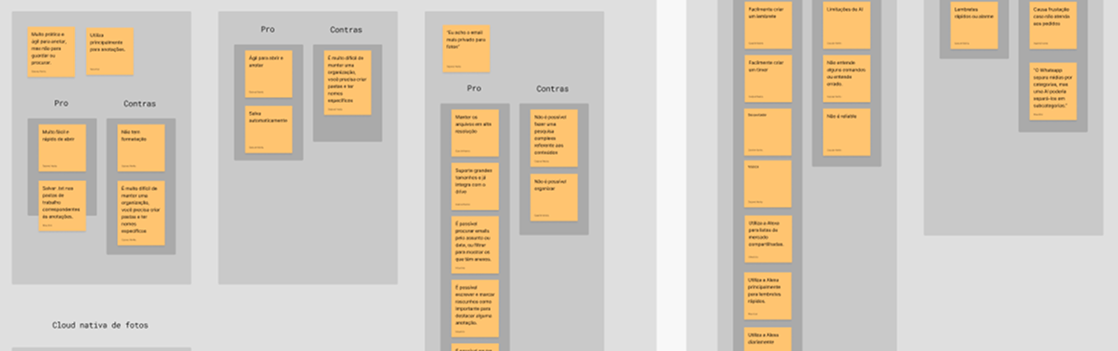 Muito prático e
ágil para anotar,
mas não para
guardar ou
procurar.
Utiliza
principalmente
para anotações.
Pro
Contras
Muito fácil e
rápido de abrir
Não tem
formatação
Salvar .txt nas
pastas de
trabalho
correspondentes
às anotações.
É muito difícil de
manter uma
organização,
você precisa criar
pastas e ter
nomes
específicos
Pro
Contras
Ágil para abrir e
anotar
Salva
automaticamente
É muito difícil de
manter uma
organização,
você precisa criar
pastas e ter
nomes
específicos
Cloud nativa de fotos
"Eu acho o email
mais privado para
fotos"
Pro
Contras
Manter os
arquivos em alta
resolução
Suporta grandes
tamanhos e já
integra com o
drive
É possível
procurar emails
pelo assunto ou
data, ou filtrar
para mostrar os
que têm anexo.
É possível
escrever e marcar
rascunhos como
importante para
destacar alguma
anotação.
Não é possível
fazer uma
pesquisa
complexa
referente aos
conteúdos
Não é possível
organizar
Facilmente criar
um lembrete
Facilmente criar
um timer
Utiliza a Alexa
para listas de
mercado
compartilhadas.
Utiliza a Alexa
principalmente
para lembretes
rápidos.
Utiliza a Alexa
diariamente
Limitações da AI
Não entende
alguns comandos
ou entende
errado.
Não é reliable
Lembretes
rápidos ou alarme
Causa frustação
caso não atenda
aos pedidos
"O Whatsapp
separa mídias por
categorias, mas
uma AI poderia
separá-los em
subcategorias."